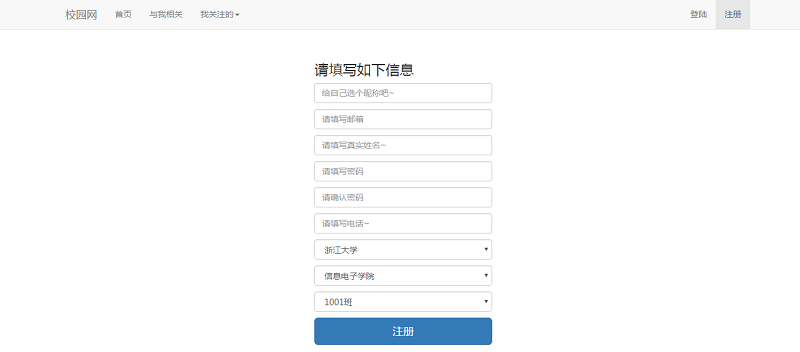 校园网 首页 与我相关 我关注的 登陆 注册
请填写如下信息
给自己选个昵称吧~
请填写邮箱
请填写真实姓名~
请填写密码
请确认密码
请填写电话~
浙江大学
信息电子学院
1001班
注册